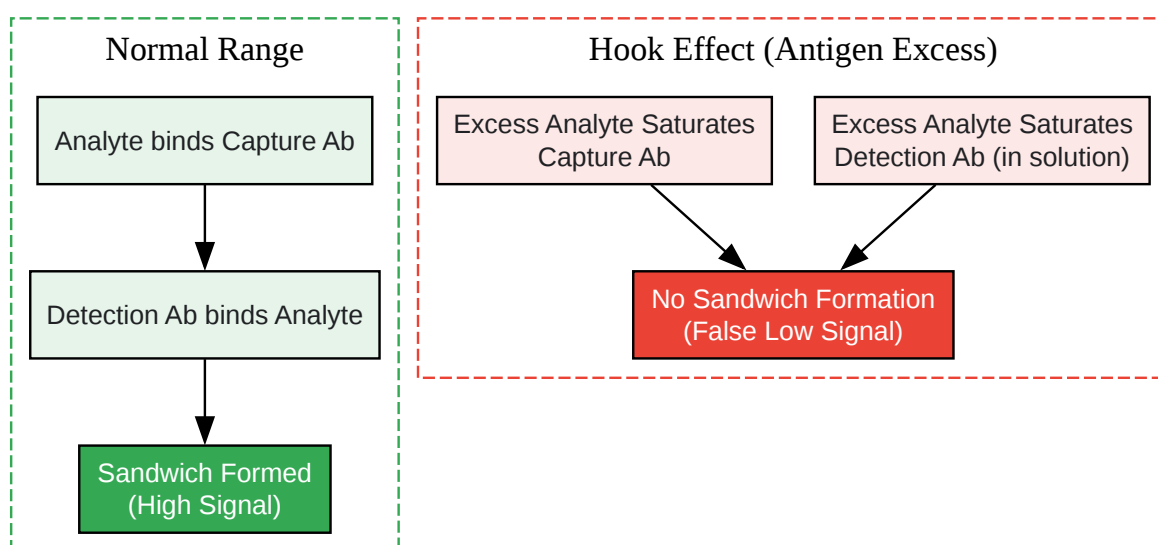 Normal Range
Analyte binds Capture Ab
Detection Ab binds Analyte
Sandwich Formed
(High Signal)
Hook Effect (Antigen Excess)
Excess Analyte Saturates
Capture Ab
Excess Analyte Saturates
Detection Ab (in solution)
No Sandwich Formation
(False Low Signal)